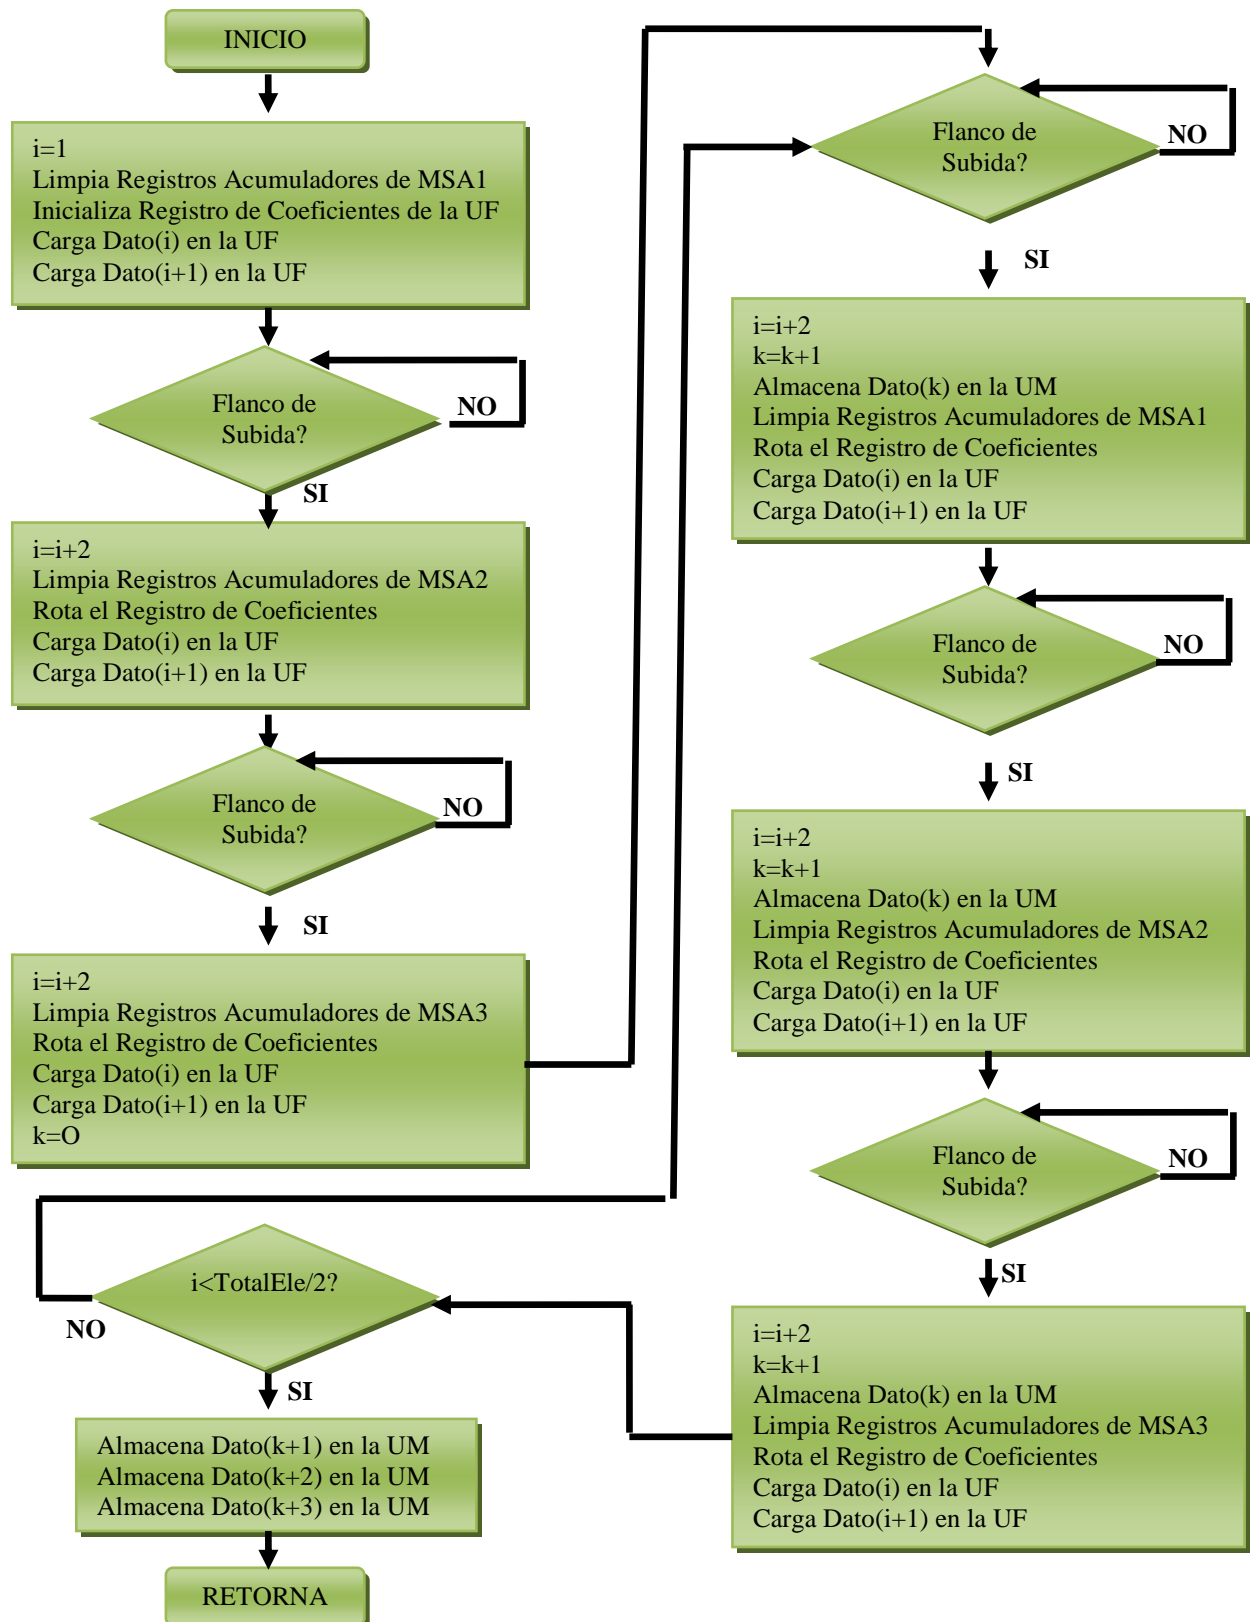 INICIO
i=1
Limpia Registros Acumuladores de MSA1
Inicializa Registro de Coeficientes de la UF
Carga Dato(i) en la UF
Carga Dato(i+1) en la UF
Flanco de
Subida?
NO
SI
i=i+2
Limpia Registros Acumuladores de MSA2
Rota el Registro de Coeficientes
Carga Dato(i) en la UF
Carga Dato(i+1) en la UF
Flanco de
Subida?
NO
SI
i=i+2
Limpia Registros Acumuladores de MSA3
Rota el Registro de Coeficientes
Carga Dato(i) en la UF
Carga Dato(i+1) en la UF
k=O
Flanco de
Subida?
NO
SI
i=i+2
k=k+1
Almacena Dato(k) en la UM
Limpia Registros Acumuladores de MSA1
Rota el Registro de Coeficientes
Carga Dato(i) en la UF
Carga Dato(i+1) en la UF
Flanco de
Subida?
NO
SI
i=i+2
k=k+1
Almacena Dato(k) en la UM
Limpia Registros Acumuladores de MSA2
Rota el Registro de Coeficientes
Carga Dato(i) en la UF
Carga Dato(i+1) en la UF
Flanco de
Subida?
NO
SI
i=i+2
k=k+1
Almacena Dato(k) en la UM
Limpia Registros Acumuladores de MSA3
Rota el Registro de Coeficientes
Carga Dato(i) en la UF
Carga Dato(i+1) en la UF
i<TotalEle/2?
NO
SI
Almacena Dato(k+1) en la UM
Almacena Dato(k+2) en la UM
Almacena Dato(k+3) en la UM
RETORNA